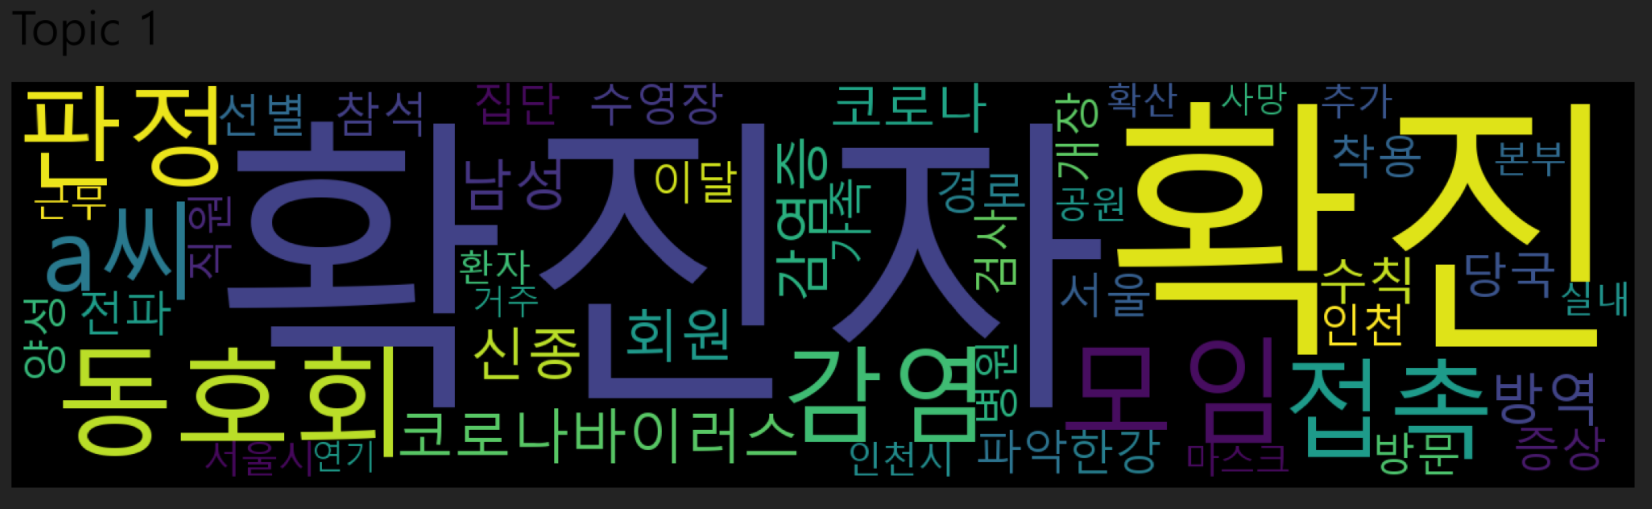 Topic 1
판정
선별
참석
집단
수영장
코로나
개장
확산
사망
추가
확진자
확진
근무
직원
남성
이달
감염증
가족
경로
검사
공원
착용
본부
a씨
환자
거주
서울
수칙
당국
실내
양성
전파
신종
회원
인천
동호회
코로나바이러스
감염
병원
모임
접촉
방역
서울시
연기
인천시
파악한강
마스크
방문
증상